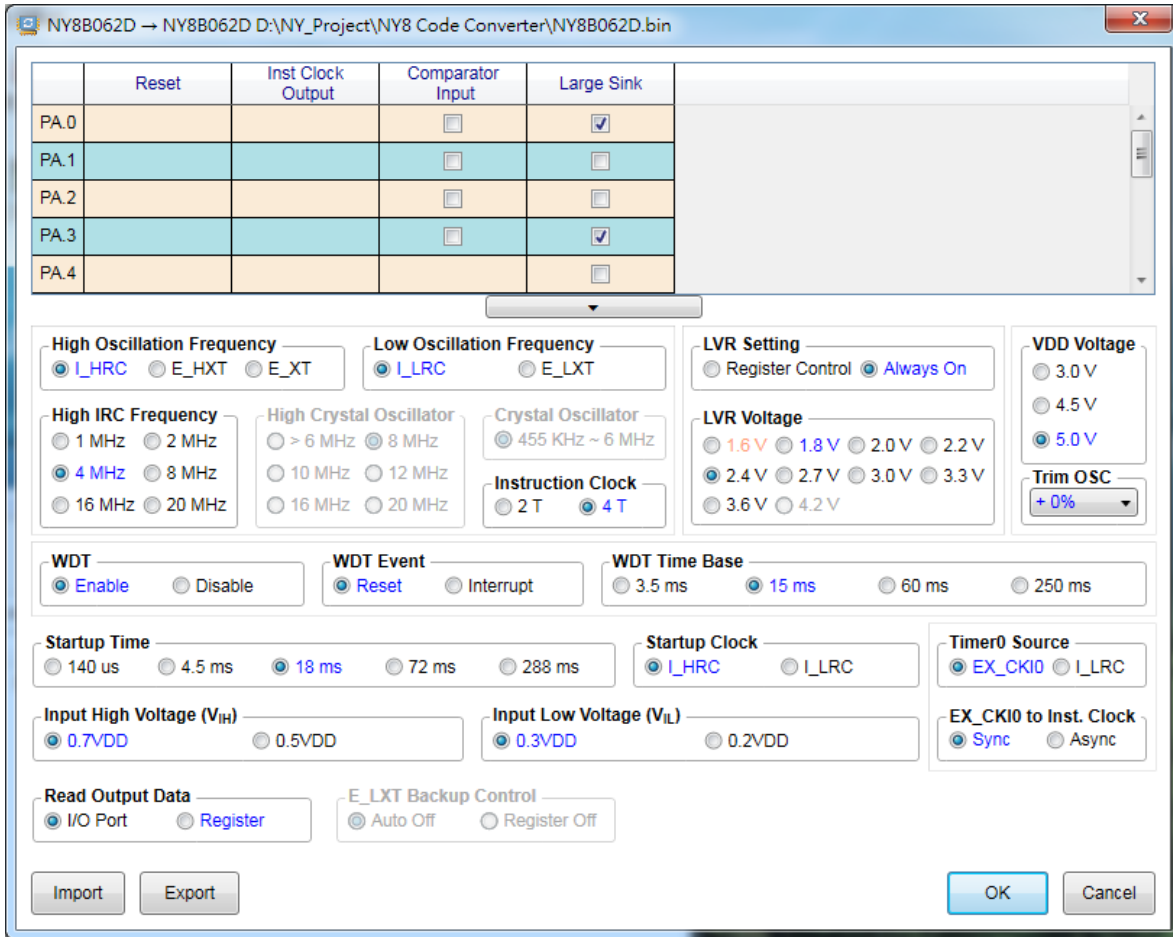 NY8B062D → NY8B062D D:\NY_Project\NY8 Code Converter\NY8B062D.bin
Reset Inst Clock Output Comparator Input Large Sink
PA.0
PA.1
PA.2
PA.3
PA.4
High Oscillation Frequency
I_HRC E_HXT E_XT
Low Oscillation Frequency
I_LRC E_LXT
High IRC Frequency
1 MHz 2 MHz
4 MHz 8 MHz
16 MHz 20 MHz
High Crystal Oscillator
> 6 MHz 8 MHz
10 MHz 12 MHz
16 MHz 20 MHz
Crystal Oscillator
455 KHz ~ 6 MHz
Instruction Clock
2 T 4 T
LVR Setting
Register Control Always On
LVR Voltage
1.6 V 1.8 V 2.0 V 2.2 V
2.4 V 2.7 V 3.0 V 3.3 V
3.6 V 4.2 V
VDD Voltage
3.0 V
4.5 V
5.0 V
Trim OSC
+ 0%
WDT
Enable Disable
WDT Event
Reset Interrupt
WDT Time Base
3.5 ms 15 ms 60 ms 250 ms
Startup Time
140 us 4.5 ms 18 ms 72 ms 288 ms
Startup Clock
I_HRC I_LRC
Timer0 Source
EX_CKI0 I_LRC
Input High Voltage (VIH)
0.7VDD 0.5VDD
Input Low Voltage (VIL)
0.3VDD 0.2VDD
EX_CKI0 to Inst. Clock
Sync Async
Read Output Data
I/O Port Register
E_LXT Backup Control
Auto Off Register Off
Import Export OK Cancel